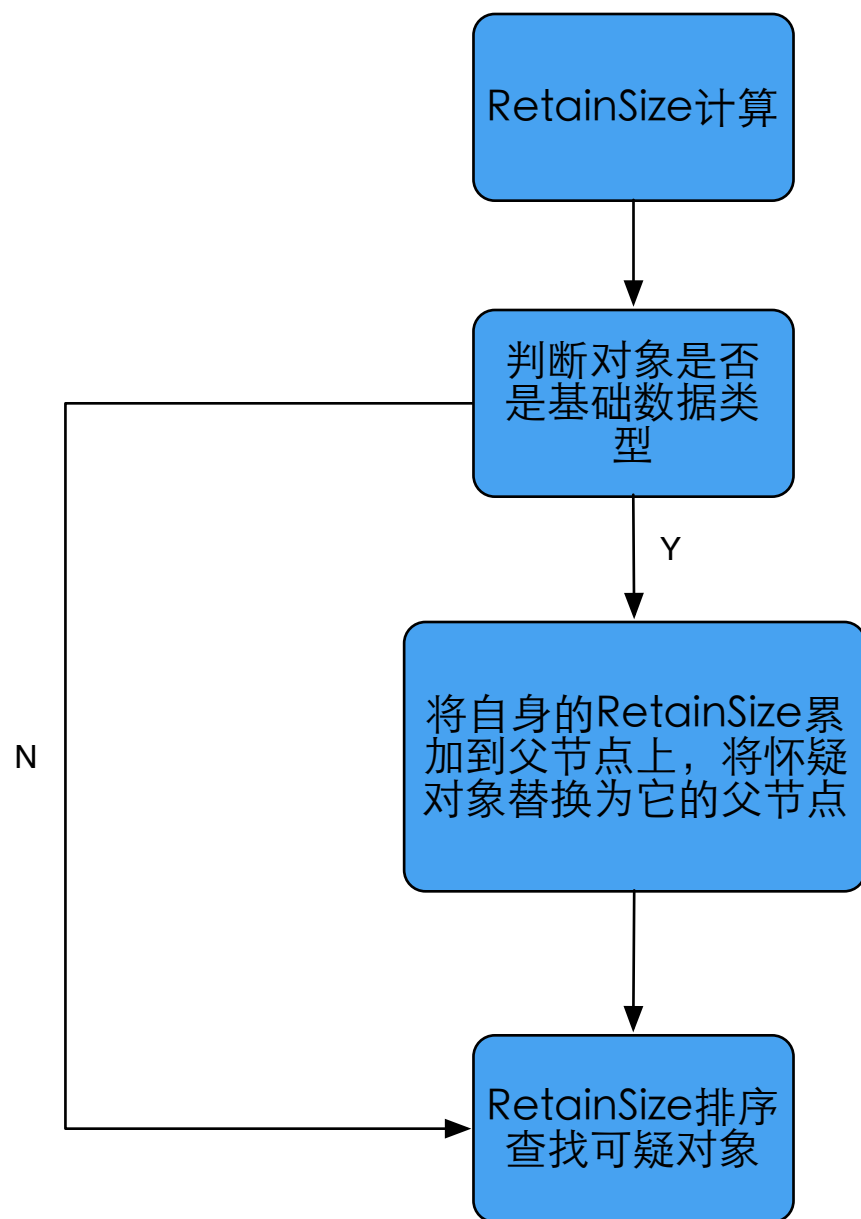 RetainSize计算
判断对象是否
是基础数据类
型
Y
将自身的RetainSize累
加到父节点上，将怀疑
对象替换为它的父节点
N
RetainSize排序
查找可疑对象